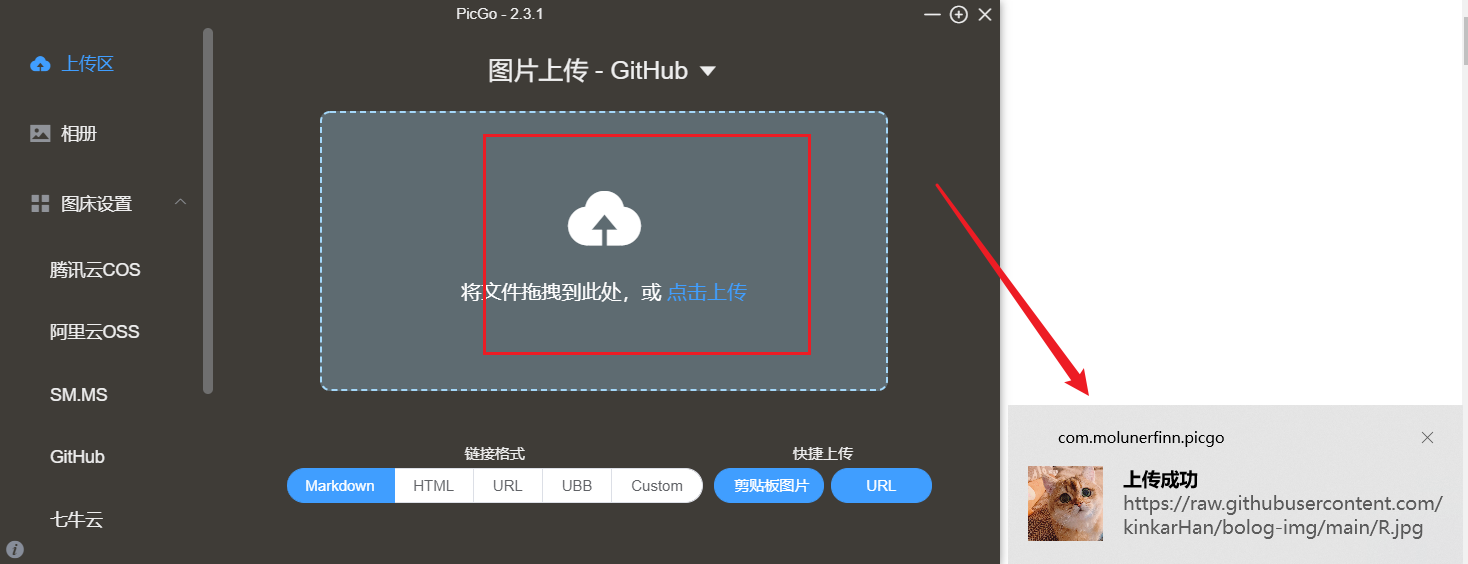 PicGo - 2.3.1
上传区
相册
图床设置
腾讯云COS
阿里云OSS
SM.MS
GitHub
七牛云
图片上传 - GitHub
将文件拖拽到此处，或 点击上传
链接格式
Markdown HTML URL UBB Custom
快捷上传
剪贴板图片 URL
com.molunerfinn.picgo
上传成功
https://raw.githubusercontent.com/
kinkarHan/bolog-img/main/R.jpg